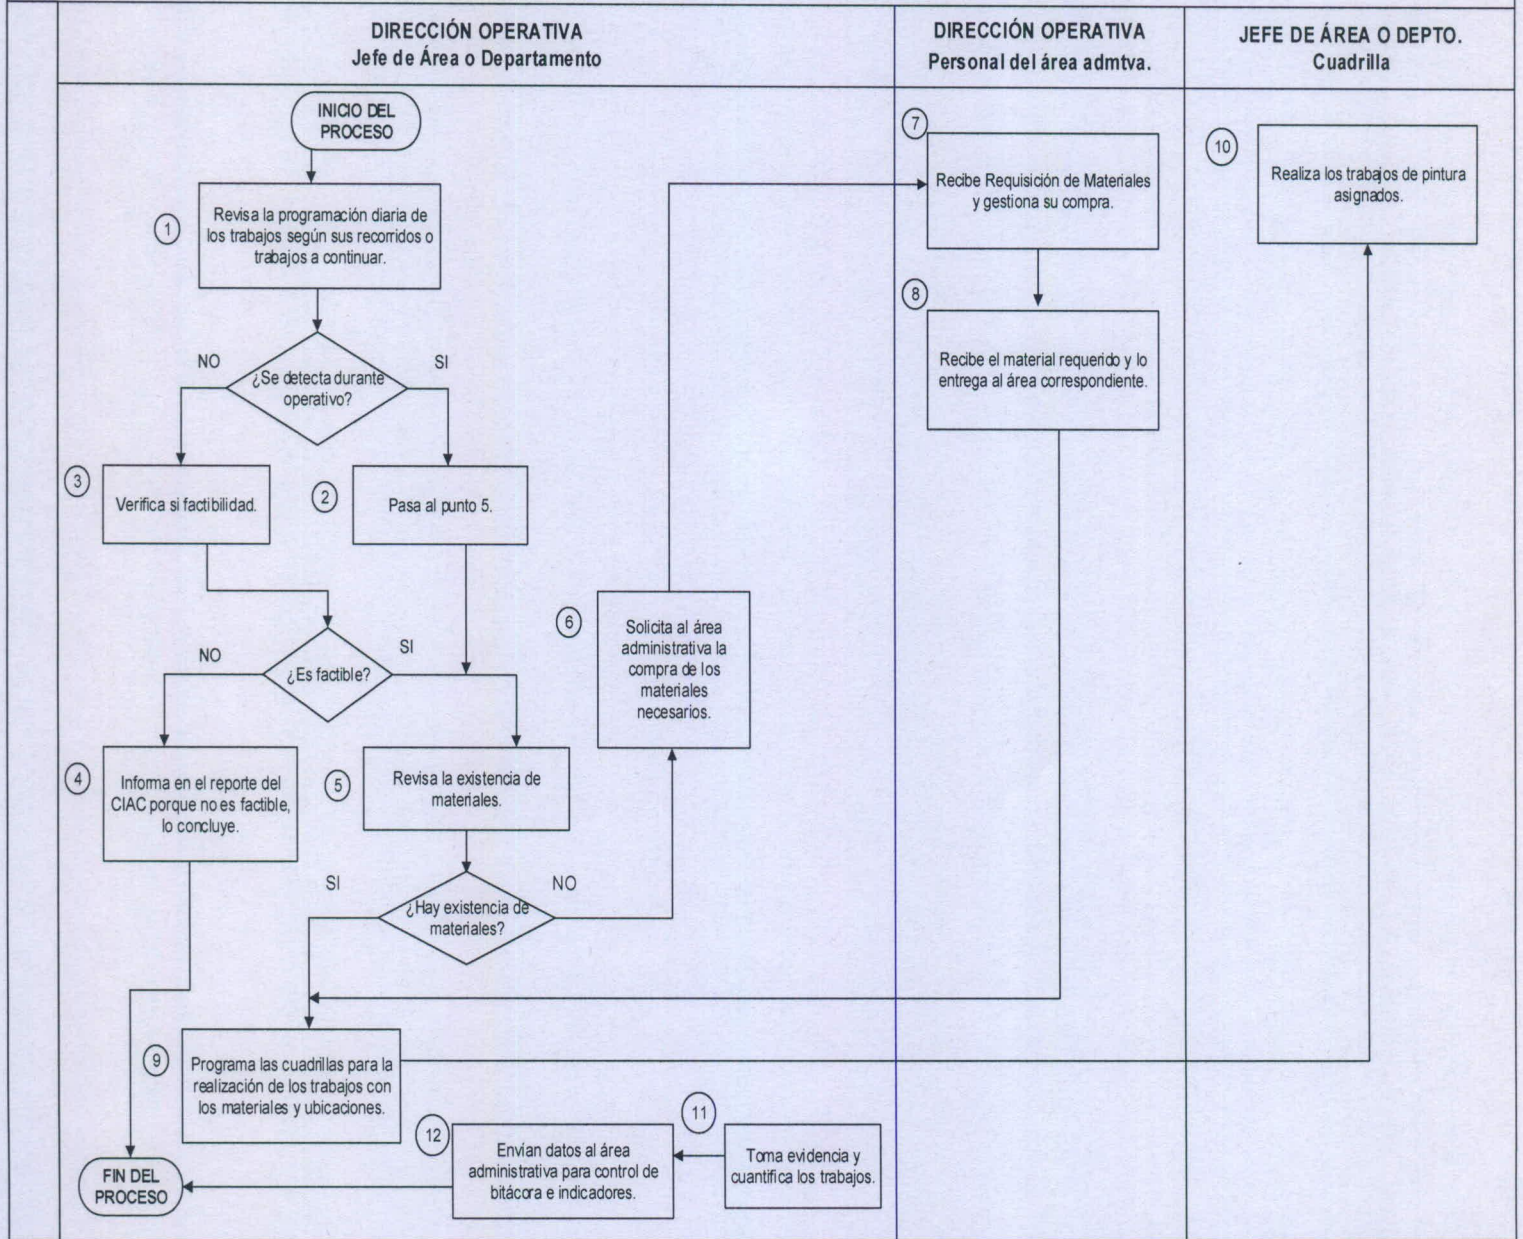 DIRECCIÓN OPERATIVA
Jefe de Área o Departamento
DIRECCIÓN OPERATIVA
Personal del área admtva.
JEFE DE ÁREA O DEPTO.
Cuadrilla
INICIO DEL
PROCESO
1
Revisa la programación diaria de
los trabajos según sus recorridos o
trabajos a continuar.
NO
SI
¿Se detecta durante
operativo?
3
Verifica si factibilidad.
2
Pasa al punto 5.
NO
SI
¿Es factible?
4
Informa en el reporte del
CIAC porque no es factible,
lo concluye.
5
Revisa la existencia de
materiales.
SI
NO
¿Hay existencia de
materiales?
6
Solicita al área
administrativa la
compra de los
materiales
necesarios.
7
Recibe Requisición de Materiales
y gestiona su compra.
8
Recibe el material requerido y lo
entrega al área correspondiente.
9
Programa las cuadrillas para la
realización de los trabajos con
los materiales y ubicaciones.
10
Realiza los trabajos de pintura
asignados.
11
Toma evidencia y
cuantifica los trabajos.
12
Envían datos al área
administrativa para control de
bitácora e indicadores.
FIN DEL
PROCESO